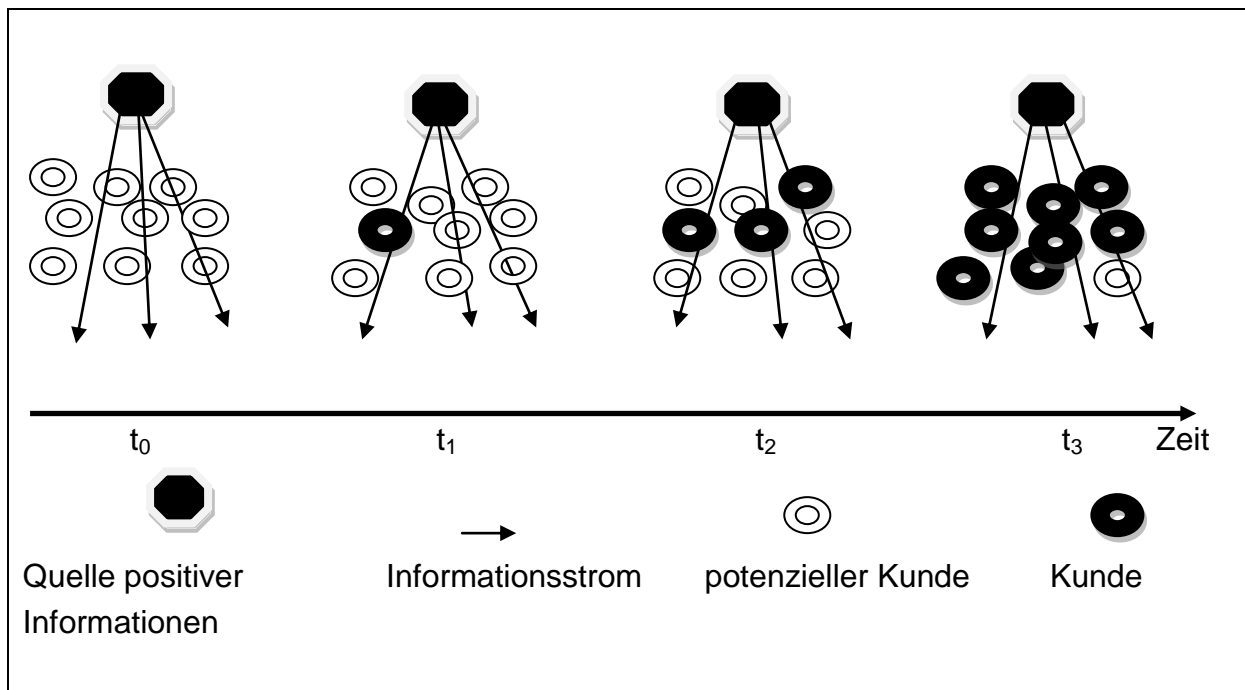 t₀ t₁ t₂ t₃ Zeit
Quelle positiver Informationsstrom potenzieller Kunde Kunde
Informationen